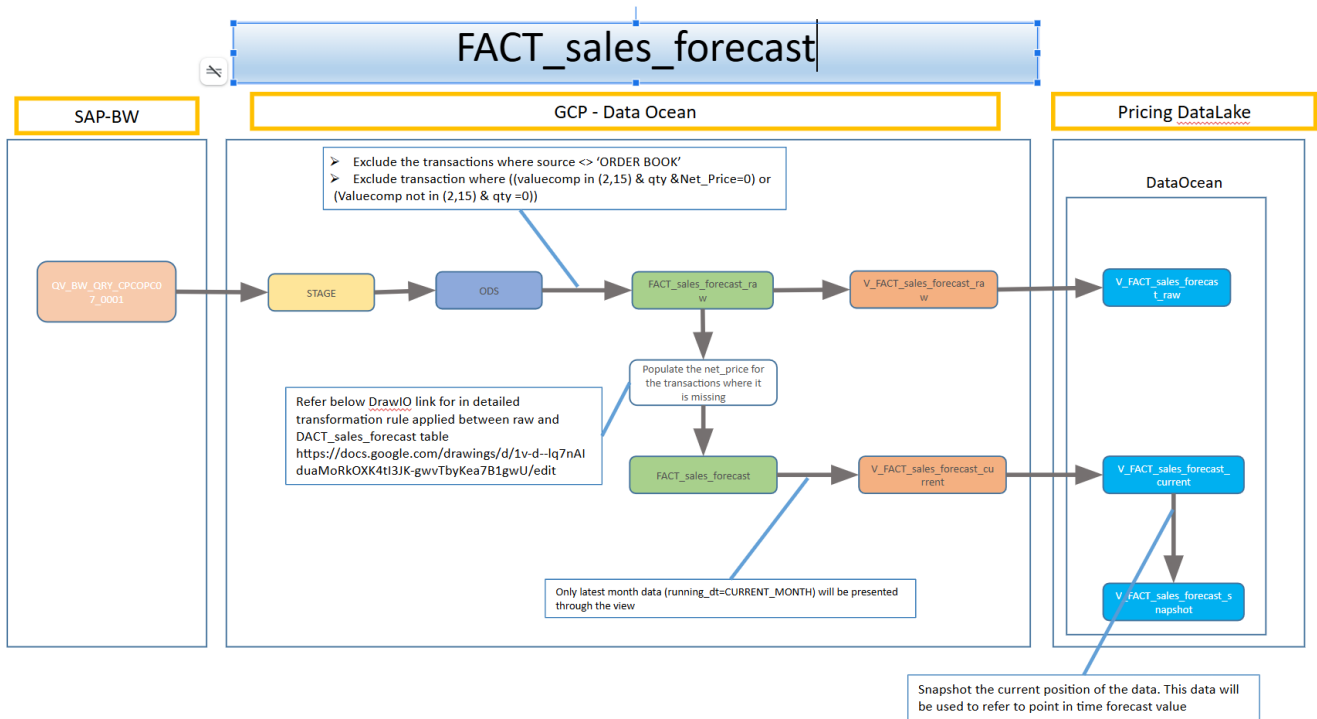 FACT_sales_forecast
SAP-BW
GCP - Data Ocean
Pricing DataLake
➢ Exclude the transactions where source <> ‘ORDER BOOK’
➢ Exclude transaction where ((valuecomp in (2,15) & qty &Net_Price=0) or
(Valuecomp not in (2,15) & qty =0))
DataOcean
QV_BW_QRY_CPCOPC0
7_0001
STAGE
ODS
FACT_sales_forecast_ra
w
V_FACT_sales_forecast_ra
w
V_FACT_sales_forecas
t_raw
Populate the net_price for
the transactions where it
is missing
Refer below DrawIO link for in detailed
transformation rule applied between raw and
DACT_sales_forecast table
https://docs.google.com/drawings/d/1v-d--lq7nAI
duaMoRkOXK4tI3JK-gwvTbyKea7B1gwU/edit
FACT_sales_forecast
V_FACT_sales_forecast_cu
rrent
V_FACT_sales_forecast_
current
Only latest month data (running_dt=CURRENT_MONTH) will be presented
through the view
V_FACT_sales_forecast_s
napshot
Snapshot the current position of the data. This data will
be used to refer to point in time forecast value